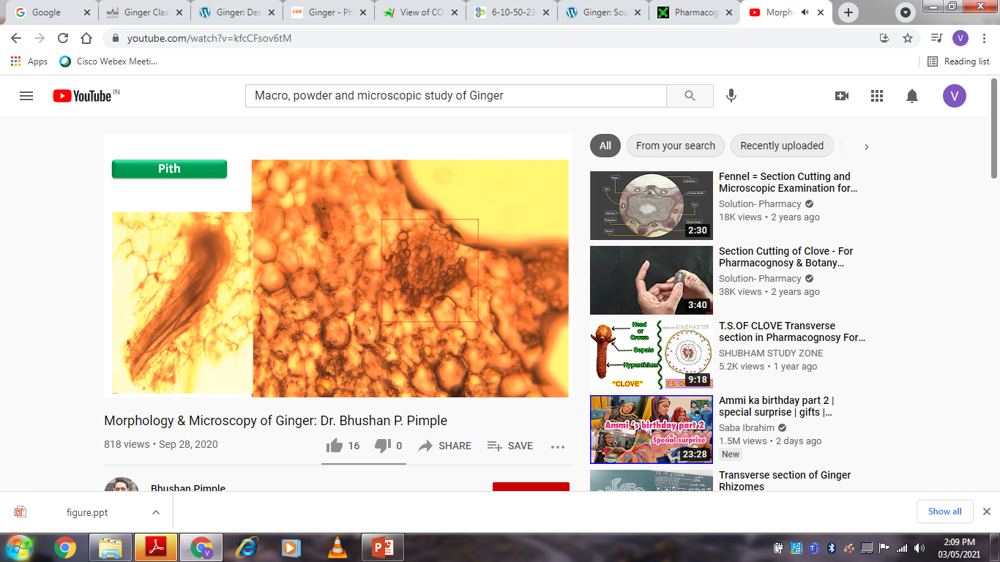 Google
Ginger Clas
Ginger: Des
Ginger - Ph
View of CO
6-10-50-23
Ginger: Sou
Pharmacog
Morph
youtube.com/watch?v=kfcCFsov6tM
V
Apps
Cisco Webex Meeti...
Reading list
YouTube IN
Macro, powder and microscopic study of Ginger
V
Pith
All
From your search
Recently uploaded
Fennel = Section Cutting and
Microscopic Examination for...
Solution- Pharmacy
18K views • 2 years ago
2:30
Section Cutting of Clove - For
Pharmacognosy & Botany...
Solution- Pharmacy
38K views • 2 years ago
3:40
Head
or
Crown
Sepals
Hypanthium
"CLOVE"
KINEMASTER
9:18
T.S.OF CLOVE Transverse
section in Pharmacognosy For...
SHUBHAM STUDY ZONE
5.2K views • 1 year ago
Ammi 's birthday part 2
Special surprise
23:28
Ammi ka birthday part 2 |
special surprise | gifts |...
Saba Ibrahim
1.5M views • 2 days ago
New
Transverse section of Ginger
Rhizomes
Morphology & Microscopy of Ginger: Dr. Bhushan P. Pimple
818 views • Sep 28, 2020
16
0
SHARE
SAVE
Bhushan Pimple
figure.ppt
Show all
2:09 PM
03/05/2021